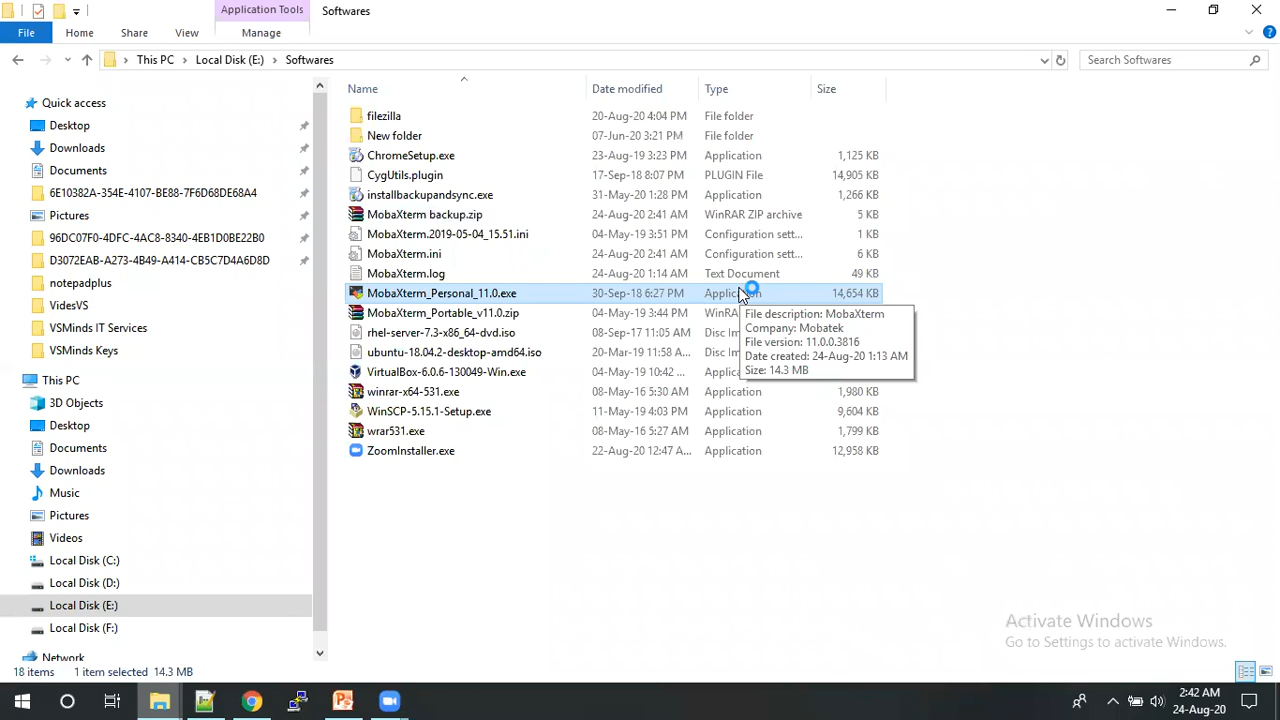 Application Tools
Softwares
File
Home
Share
View
Manage
This PC
Local Disk (E:)
Softwares
Search Softwares
Quick access
Desktop
Downloads
Documents
6E10382A-354E-4107-BE88-7F6D68DE68A4
Pictures
96DC07F0-4DFC-4AC8-8340-4EB1D0BE22B0
D3072EAB-A273-4B49-A414-CB5C7D4A6D8D
notepadplus
VidesVS
VSMinds IT Services
VSMinds Keys
This PC
3D Objects
Desktop
Documents
Downloads
Music
Pictures
Videos
Local Disk (C:)
Local Disk (D:)
Local Disk (E:)
Local Disk (F:)
Network
Name Date modified Type Size
filezilla 20-Aug-20 4:04 PM File folder
New folder 07-Jun-20 3:21 PM File folder
ChromeSetup.exe 23-Aug-19 3:23 PM Application 1,125 KB
CygUtils.plugin 17-Sep-18 8:07 PM PLUGIN File 14,905 KB
installbackupandsync.exe 31-May-20 1:28 PM Application 1,266 KB
MobaXterm backup.zip 24-Aug-20 2:41 AM WinRAR ZIP archive 5 KB
MobaXterm.2019-05-04_15.51.ini 04-May-19 3:51 PM Configuration sett... 1 KB
MobaXterm.ini 24-Aug-20 2:41 AM Configuration sett... 6 KB
MobaXterm.log 24-Aug-20 1:14 AM Text Document 49 KB
MobaXterm_Personal_11.0.exe 30-Sep-18 6:27 PM Application 14,654 KB
MobaXterm_Portable_v11.0.zip 04-May-19 3:44 PM WinRA
rhel-server-7.3-x86_64-dvd.iso 08-Sep-17 11:05 AM Disc Im
ubuntu-18.04.2-desktop-amd64.iso 20-Mar-19 11:58 A... Disc Im
VirtualBox-6.0.6-130049-Win.exe 04-May-19 10:42 ... Applica
winrar-x64-531.exe 08-May-16 5:30 AM Application 1,980 KB
WinSCP-5.15.1-Setup.exe 11-May-19 4:03 PM Application 9,604 KB
wrar531.exe 08-May-16 5:27 AM Application 1,799 KB
ZoomInstaller.exe 22-Aug-20 12:47 A... Application 12,958 KB
File description: MobaXterm
Company: Mobatek
File version: 11.0.0.3816
Date created: 24-Aug-20 1:13 AM
Size: 14.3 MB
Activate Windows
Go to Settings to activate Windows.
18 items 1 item selected 14.3 MB
2:42 AM
24-Aug-20